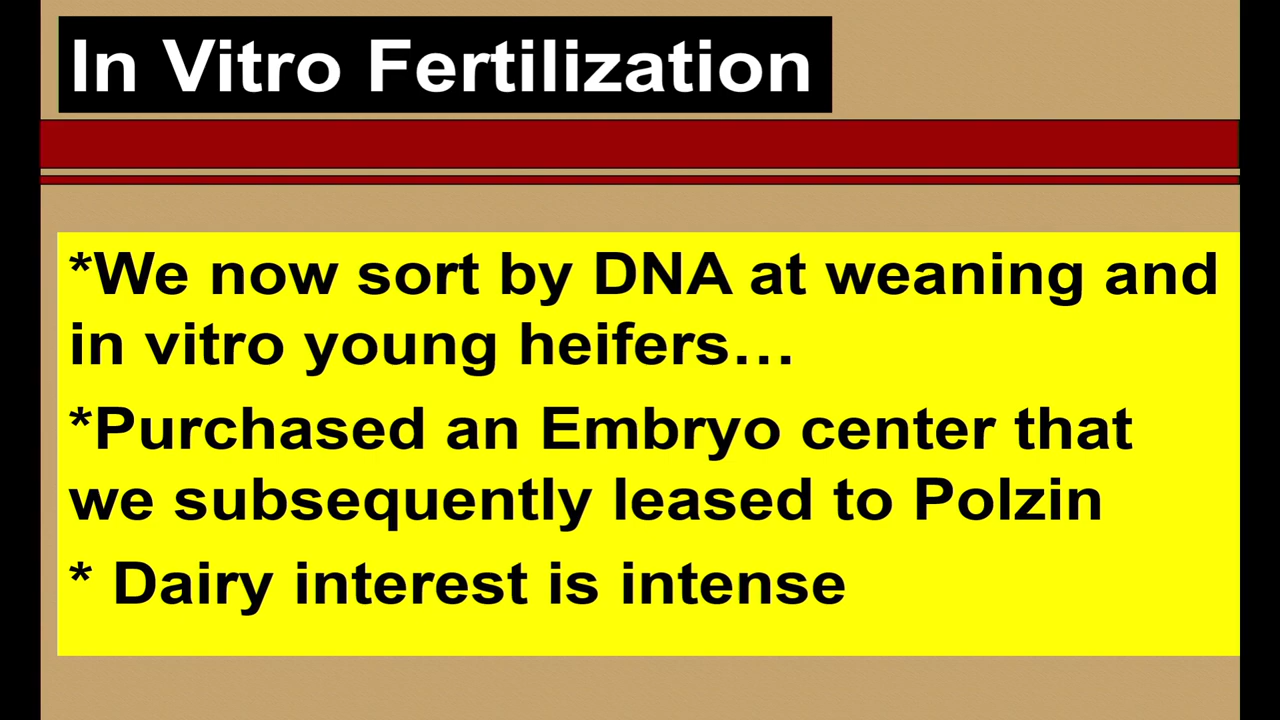 In Vitro Fertilization
*We now sort by DNA at weaning and
in vitro young heifers…
*Purchased an Embryo center that
we subsequently leased to Polzin
* Dairy interest is intense